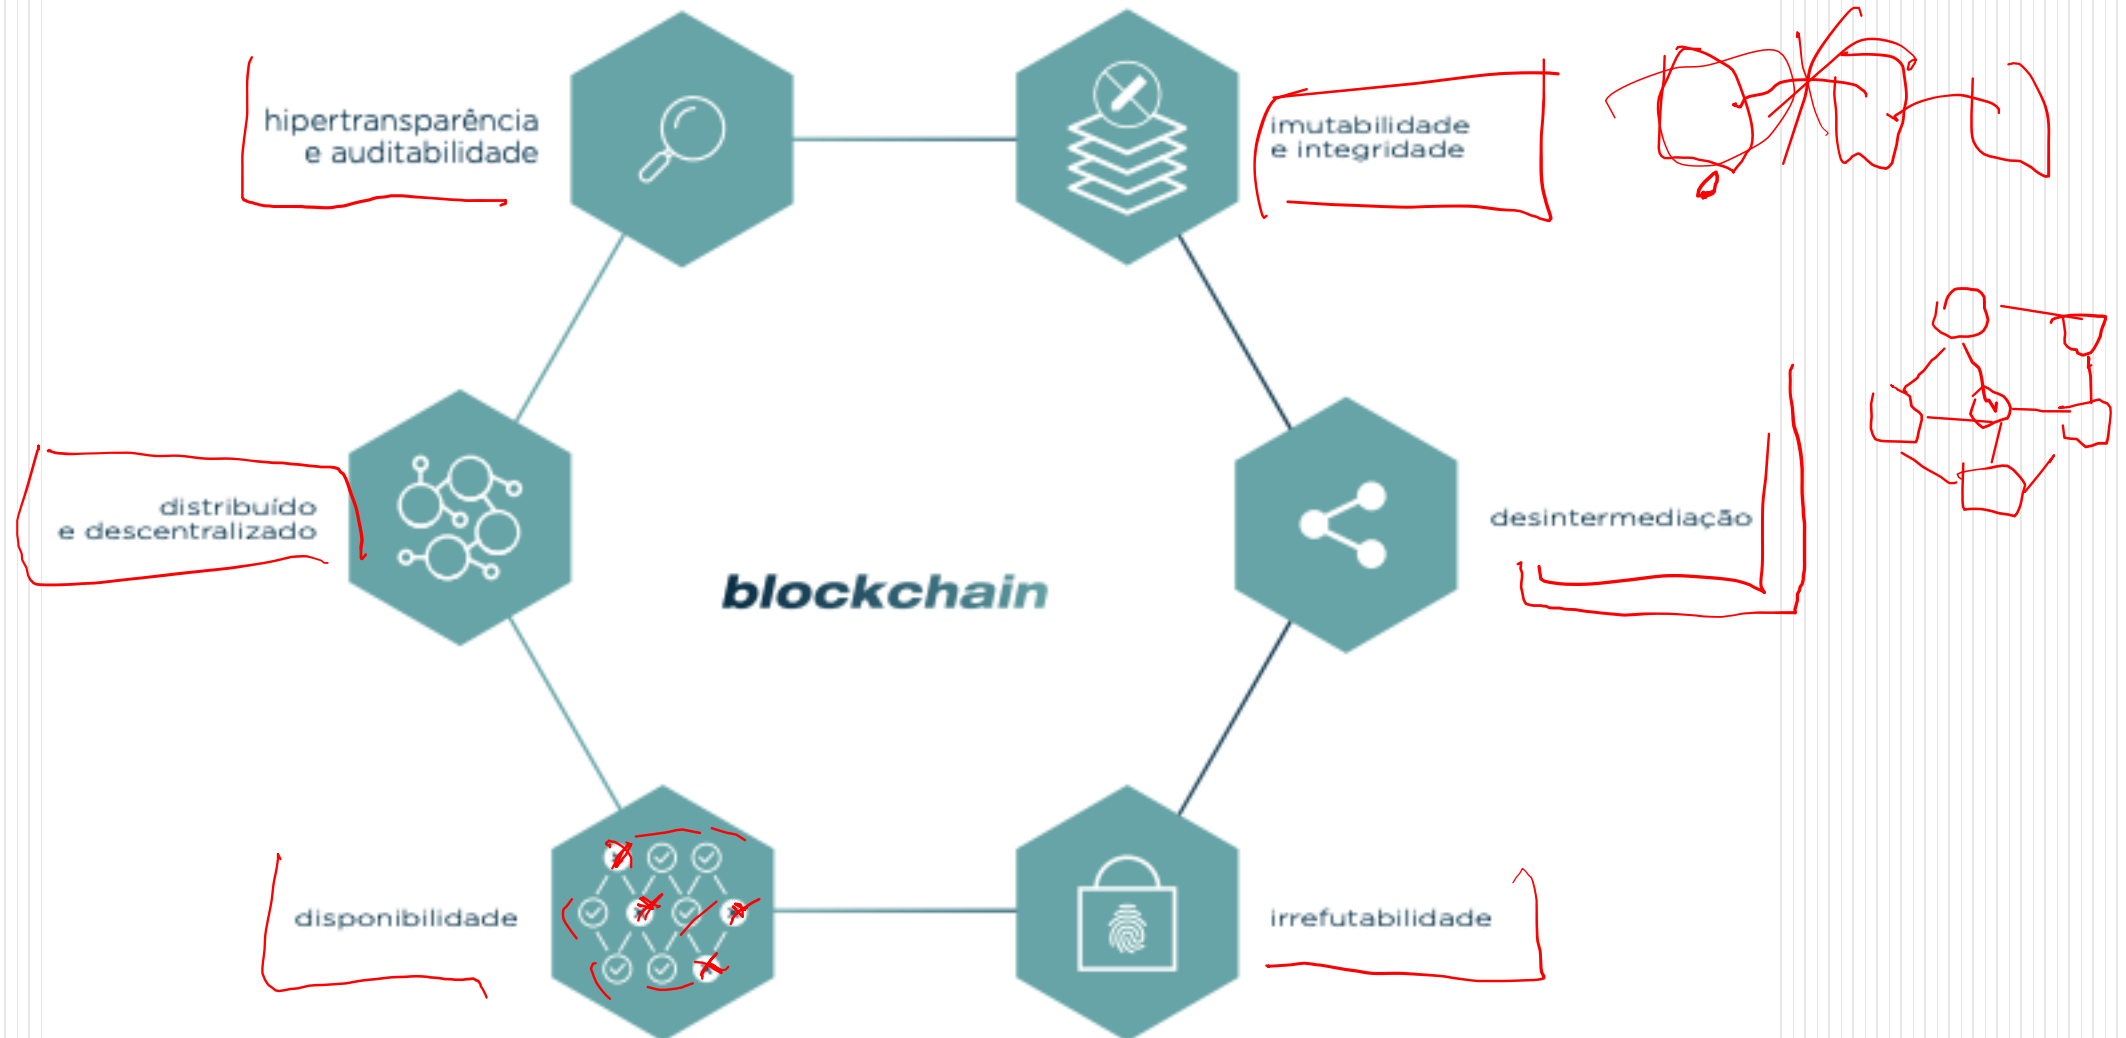 hipertransparência
e auditabilidade
imutabilidade
e integridade
distribuído
e descentralizado
desintermediação
blockchain
disponibilidade
irrefutabilidade